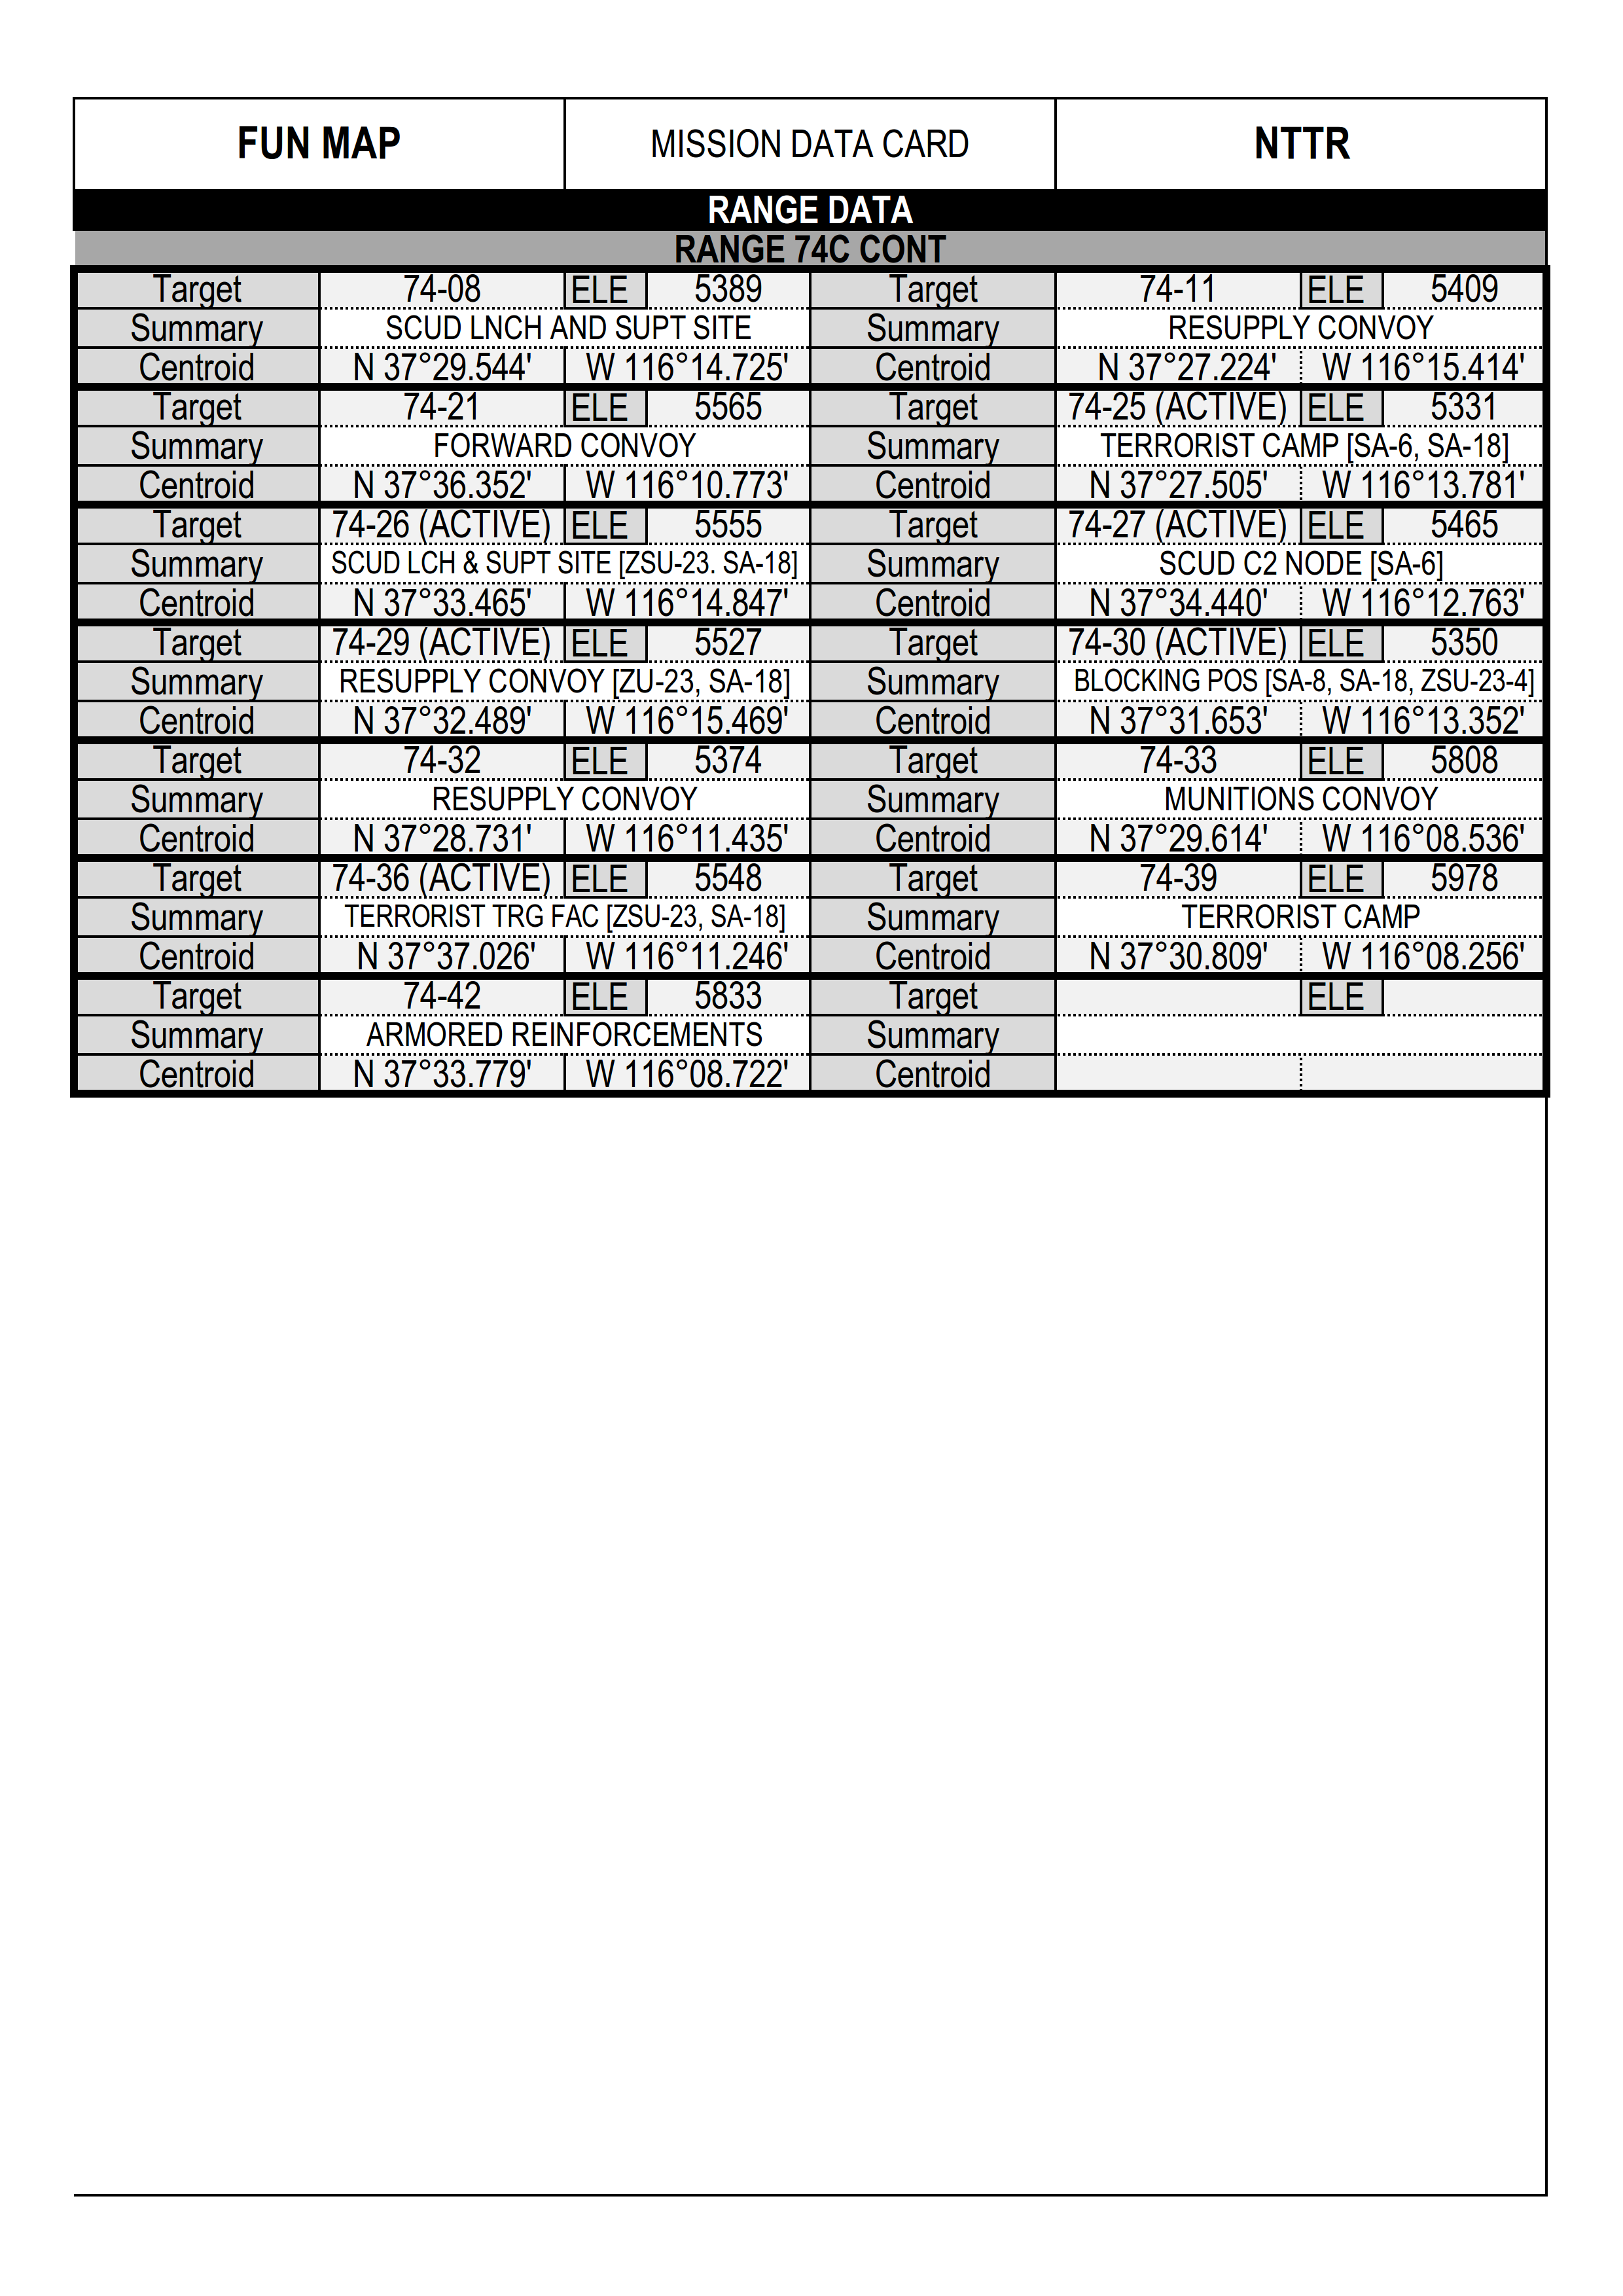 FUN MAP MISSION DATA CARD NTTR
RANGE DATA
RANGE 74C CONT
Target 74-08 ELE 5389 Target 74-11 ELE 5409
Summary SCUD LNCH AND SUPT SITE Summary RESUPPLY CONVOY
Centroid N 37°29.544' W 116°14.725' Centroid N 37°27.224' W 116°15.414'
Target 74-21 ELE 5565 Target 74-25 (ACTIVE) ELE 5331
Summary FORWARD CONVOY Summary TERRORIST CAMP [SA-6, SA-18]
Centroid N 37°36.352' W 116°10.773' Centroid N 37°27.505' W 116°13.781'
Target 74-26 (ACTIVE) ELE 5555 Target 74-27 (ACTIVE) ELE 5465
Summary SCUD LCH & SUPT SITE [ZSU-23. SA-18] Summary SCUD C2 NODE [SA-6]
Centroid N 37°33.465' W 116°14.847' Centroid N 37°34.440' W 116°12.763'
Target 74-29 (ACTIVE) ELE 5527 Target 74-30 (ACTIVE) ELE 5350
Summary RESUPPLY CONVOY [ZU-23, SA-18] Summary BLOCKING POS [SA-8, SA-18, ZSU-23-4]
Centroid N 37°32.489' W 116°15.469' Centroid N 37°31.653' W 116°13.352'
Target 74-32 ELE 5374 Target 74-33 ELE 5808
Summary RESUPPLY CONVOY Summary MUNITIONS CONVOY
Centroid N 37°28.731' W 116°11.435' Centroid N 37°29.614' W 116°08.536'
Target 74-36 (ACTIVE) ELE 5548 Target 74-39 ELE 5978
Summary TERRORIST TRG FAC [ZSU-23, SA-18] Summary TERRORIST CAMP
Centroid N 37°37.026' W 116°11.246' Centroid N 37°30.809' W 116°08.256'
Target 74-42 ELE 5833 Target ELE
Summary ARMORED REINFORCEMENTS Summary
Centroid N 37°33.779' W 116°08.722' Centroid